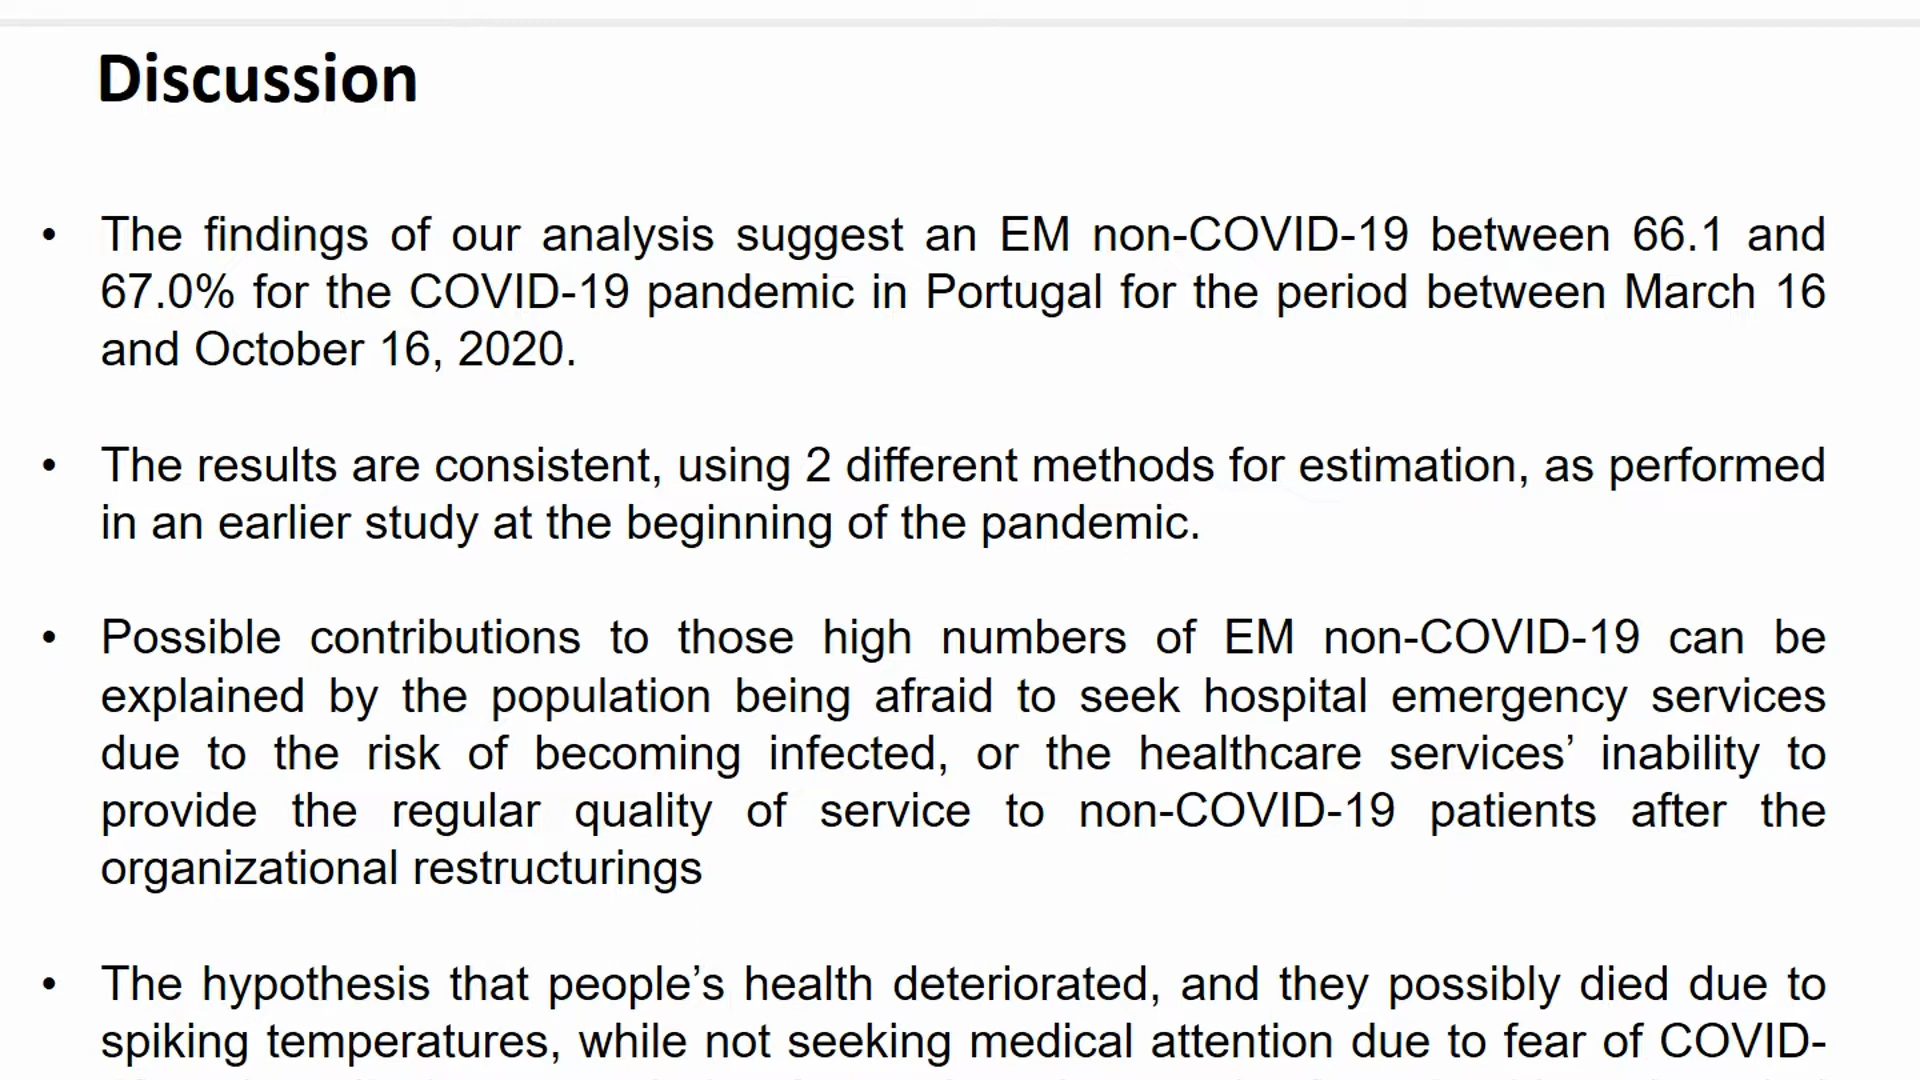 Discussion
• The findings of our analysis suggest an EM non-COVID-19 between 66.1 and
67.0% for the COVID-19 pandemic in Portugal for the period between March 16
and October 16, 2020.
• The results are consistent, using 2 different methods for estimation, as performed
in an earlier study at the beginning of the pandemic.
• Possible contributions to those high numbers of EM non-COVID-19 can be
explained by the population being afraid to seek hospital emergency services
due to the risk of becoming infected, or the healthcare services’ inability to
provide the regular quality of service to non-COVID-19 patients after the
organizational restructurings
• The hypothesis that people’s health deteriorated, and they possibly died due to
spiking temperatures, while not seeking medical attention due to fear of COVID-